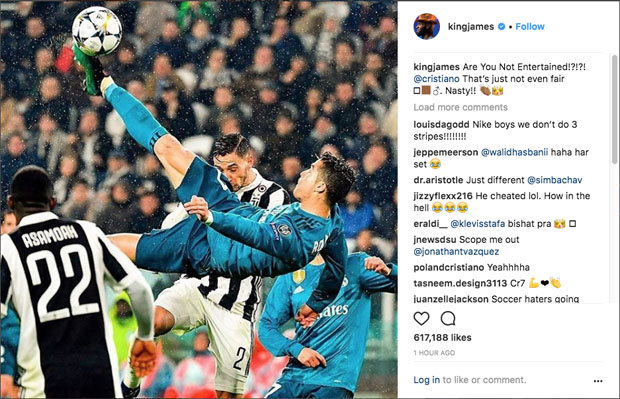 kingjames • Follow
kingjames Are You Not Entertained!?!?!
@cristiano That's just not even fair
🏾♂. Nasty!!
Load more comments
louisdagodd Nike boys we don't do 3
stripes!!!!!!!!
jeppemeerson @walidhasbanii haha har
set 😂
dr.aristotle Just different @simbachav
jizzyflexx216 He cheated lol. How in the
hell 😂😂😂
eraldi__ @klevisstafa bishat pra
jnewsdsu Scope me out
@jonathantvazquez
polandcristiano Yeahhhha
tasneem.design3113 Cr7 💪❤👏
juanzellejackson Soccer haters going
617,188 likes
1 HOUR AGO
Log in to like or comment.
ASAMOAH
22
2